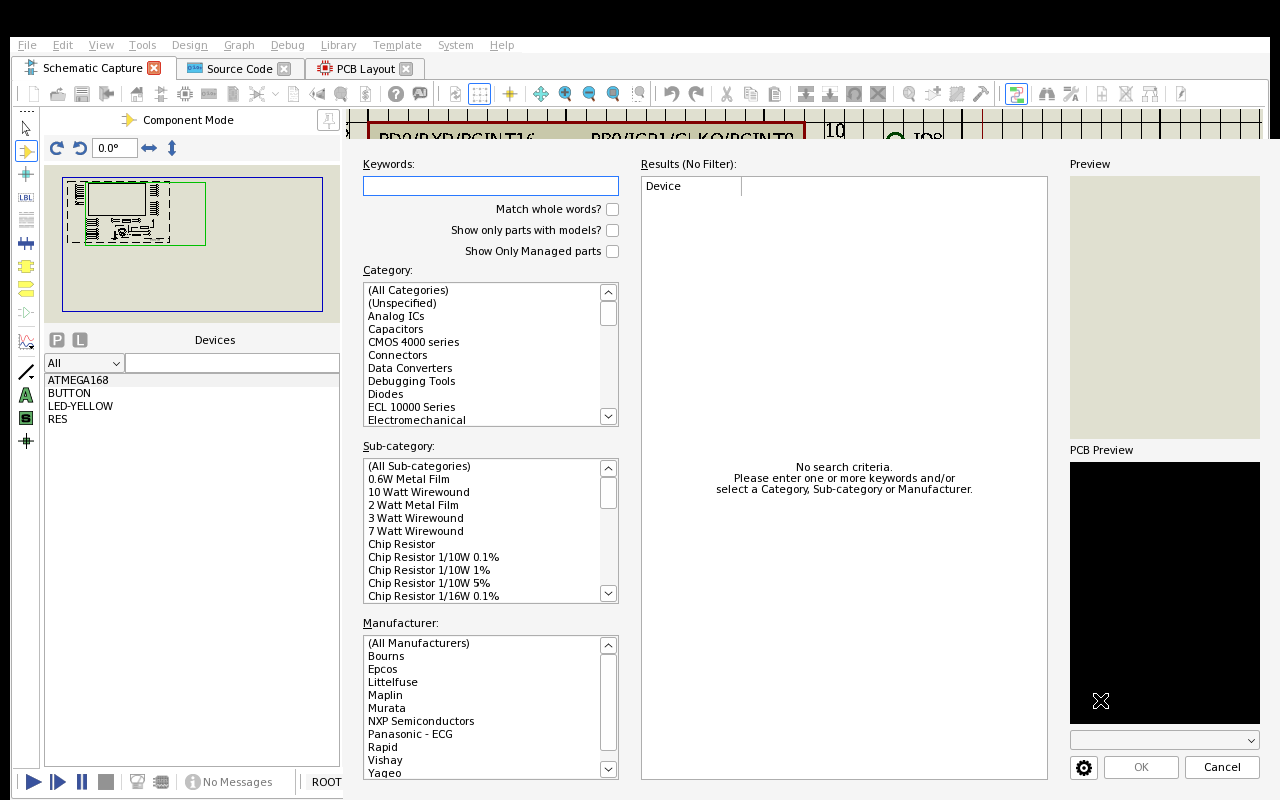 File Edit View Tools Design Graph Debug Library Template System Help
Schematic Capture Source Code PCB Layout
Component Mode
0.0°
LBL
P L Devices
All
ATMEGA168
BUTTON
LED-YELLOW
RES
A
S
No Messages
ROOT
PD0/RXD/PCINT16 PB0/ICP1/CLKO/PCINT0
10
Keywords:
Match whole words?
Show only parts with models?
Show Only Managed parts
Category:
(All Categories)
(Unspecified)
Analog ICs
Capacitors
CMOS 4000 series
Connectors
Data Converters
Debugging Tools
Diodes
ECL 10000 Series
Electromechanical
Sub-category:
(All Sub-categories)
0.6W Metal Film
10 Watt Wirewound
2 Watt Metal Film
3 Watt Wirewound
7 Watt Wirewound
Chip Resistor
Chip Resistor 1/10W 0.1%
Chip Resistor 1/10W 1%
Chip Resistor 1/10W 5%
Chip Resistor 1/16W 0.1%
Manufacturer:
(All Manufacturers)
Bourns
Epcos
Littelfuse
Maplin
Murata
NXP Semiconductors
Panasonic - ECG
Rapid
Vishay
Yageo
Results (No Filter):
Device
No search criteria.
Please enter one or more keywords and/or
select a Category, Sub-category or Manufacturer.
Preview
PCB Preview
OK Cancel